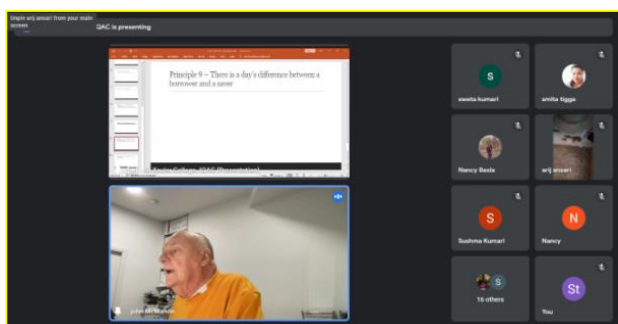 Unpin arij ansari from your main
screen
QAC is presenting
Principle 9 – There is a day's difference between a
borrower and a saver
sweta kumari
smita tigga
Nancy Basla
arij ansari
Sushma Kumari
Nancy
16 others
You
S
S
N
S
St